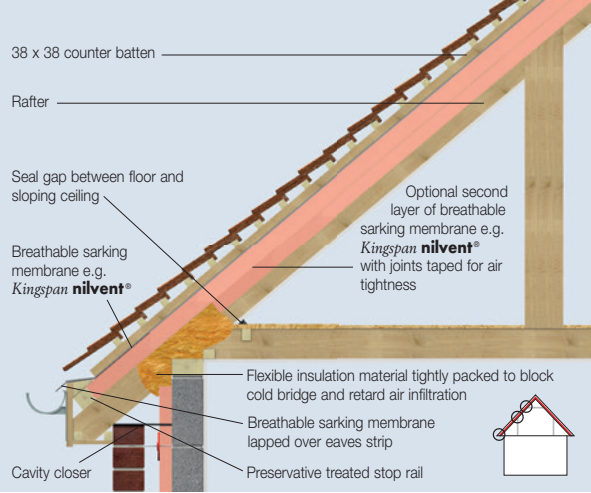 38 x 38 counter batten
Rafter
Seal gap between floor and
sloping ceiling
Breathable sarking
membrane e.g.
Kingspan nilvent®
Optional second
layer of breathable
sarking membrane e.g.
Kingspan nilvent®
with joints taped for air
tightness
Flexible insulation material tightly packed to block
cold bridge and retard air infiltration
Breathable sarking membrane
lapped over eaves strip
Cavity closer
Preservative treated stop rail